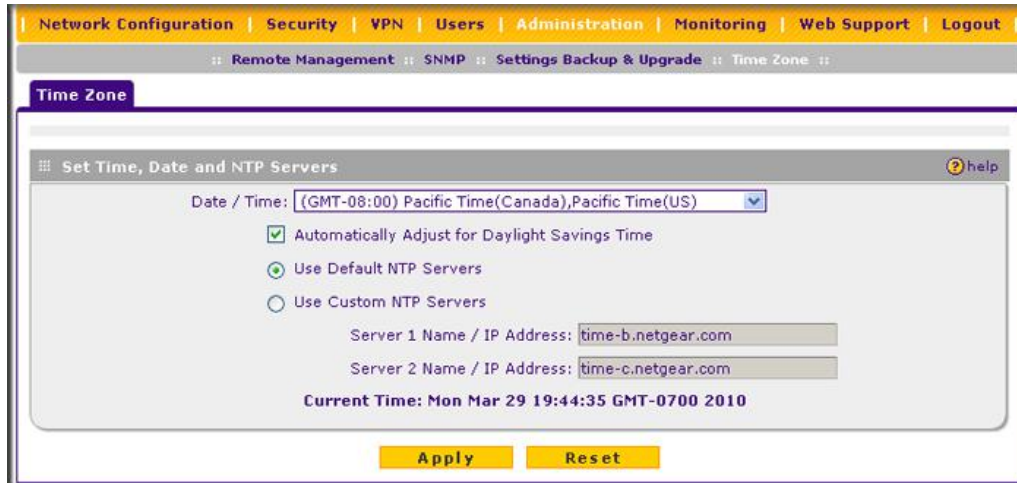 Network Configuration | Security | VPN | Users | Administration | Monitoring | Web Support | Logout
:: Remote Management :: SNMP :: Settings Backup & Upgrade :: Time Zone ::
Time Zone
Set Time, Date and NTP Servers
help
Date / Time: (GMT-08:00) Pacific Time(Canada),Pacific Time(US)
Automatically Adjust for Daylight Savings Time
Use Default NTP Servers
Use Custom NTP Servers
Server 1 Name / IP Address: time-b.netgear.com
Server 2 Name / IP Address: time-c.netgear.com
Current Time: Mon Mar 29 19:44:35 GMT-0700 2010
Apply Reset